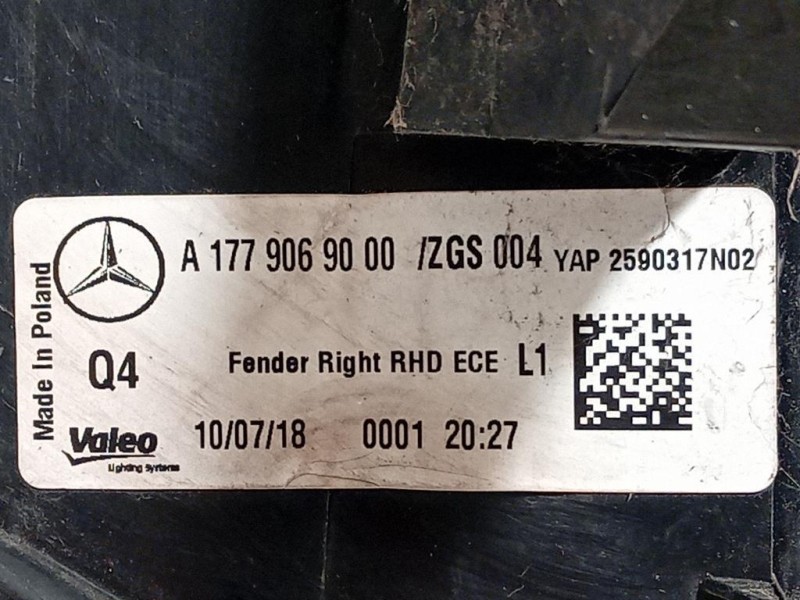 Made In Poland
A 177 906 90 00 /ZGS 004 YAP 2590317N02
Q4 Fender Right RHD ECE L1
Valeo 10/07/18 0001 20:27
Lighting Systems